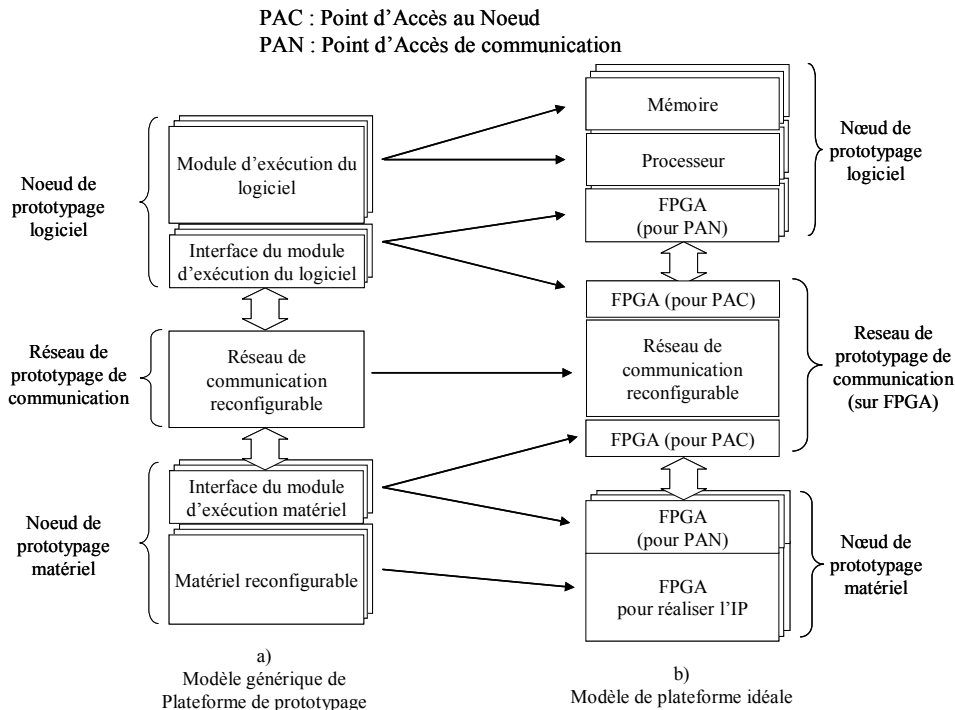 PAC : Point d'Accès au Noeud
PAN : Point d'Accès de communication
Noeud de
prototypage
logiciel
Module d'exécution du
logiciel
Interface du module
d'exécution du logiciel
Réseau de
prototypage de
communication
Réseau de
communication
reconfigurable
Noeud de
prototypage
matériel
Interface du module
d'exécution matériel
Matériel reconfigurable
a)
Modèle générique de
Plateforme de prototypage
Mémoire
Processeur
FPGA
(pour PAN)
Nœud de
prototypage
logiciel
FPGA (pour PAC)
Réseau de
communication
reconfigurable
FPGA (pour PAC)
Reseau de
prototypage de
communication
(sur FPGA)
FPGA
(pour PAN)
FPGA
pour réaliser l'IP
Nœud de
prototypage
matériel
b)
Modèle de plateforme idéale